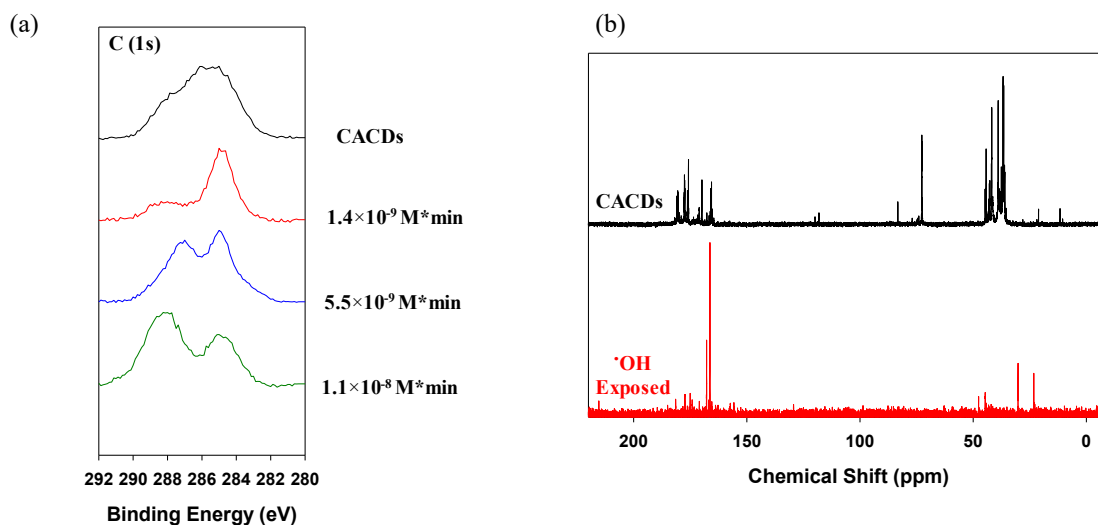 (a)
C (1s)
CACDs
1.4×10⁻⁹ M*min
5.5×10⁻⁹ M*min
1.1×10⁻⁸ M*min
292 290 288 286 284 282 280
Binding Energy (eV)
(b)
CACDs
•OH
Exposed
200 150 100 50 0
Chemical Shift (ppm)